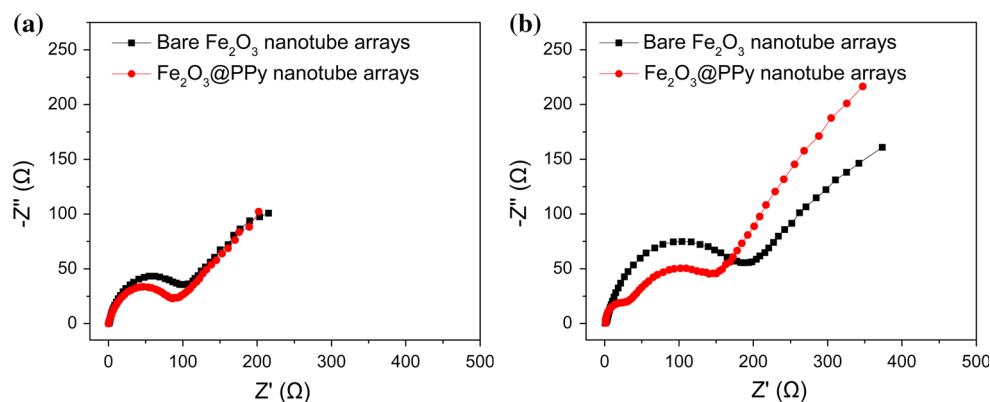 (a)
250
200
150
100
50
0
-Z'' (Ω)
Bare Fe₂O₃ nanotube arrays
Fe₂O₃@PPy nanotube arrays
0 100 200 300 400 500
Z' (Ω)
(b)
250
200
150
100
50
0
-Z'' (Ω)
Bare Fe₂O₃ nanotube arrays
Fe₂O₃@PPy nanotube arrays
0 100 200 300 400 500
Z' (Ω)